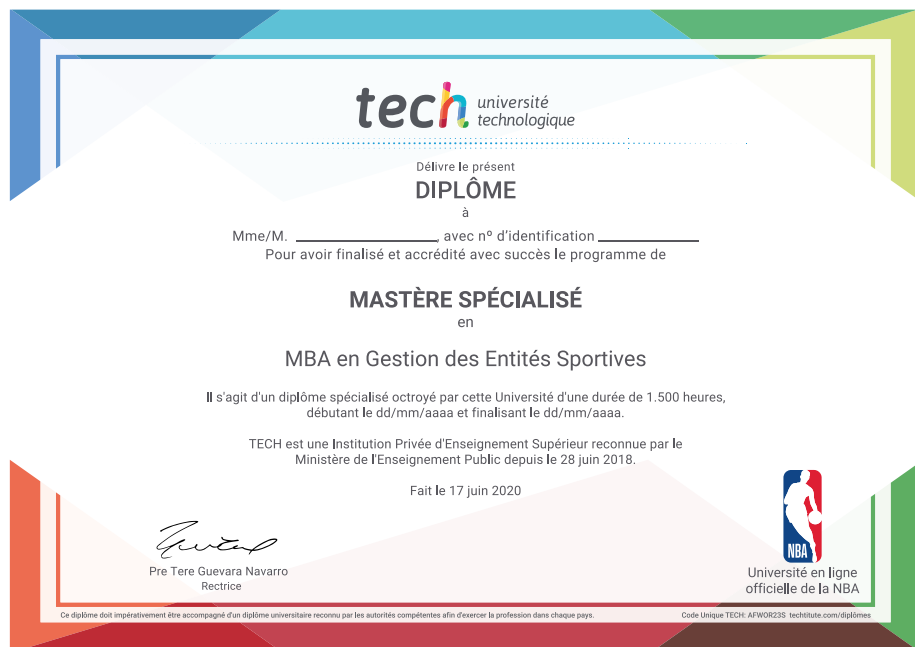 tech université
technologique
Délivre le présent
DIPLÔME
à
Mme/M. ____________________, avec nº d'identification ______________
Pour avoir finalisé et accrédité avec succès le programme de
MASTÈRE SPÉCIALISÉ
en
MBA en Gestion des Entités Sportives
Il s'agit d'un diplôme spécialisé octroyé par cette Université d'une durée de 1.500 heures,
débutant le dd/mm/aaaa et finalisant le dd/mm/aaaa.
TECH est une Institution Privée d'Enseignement Supérieur reconnue par le
Ministère de l'Enseignement Public depuis le 28 juin 2018.
Fait le 17 juin 2020
Pre Tere Guevara Navarro
Rectrice
NBA
Université en ligne
officielle de la NBA
Ce diplôme doit impérativement être accompagné d'un diplôme universitaire reconnu par les autorités compétentes afin d'exercer la profession dans chaque pays.
Code Unique TECH: AFWOR23S techtitute.com/diplômes